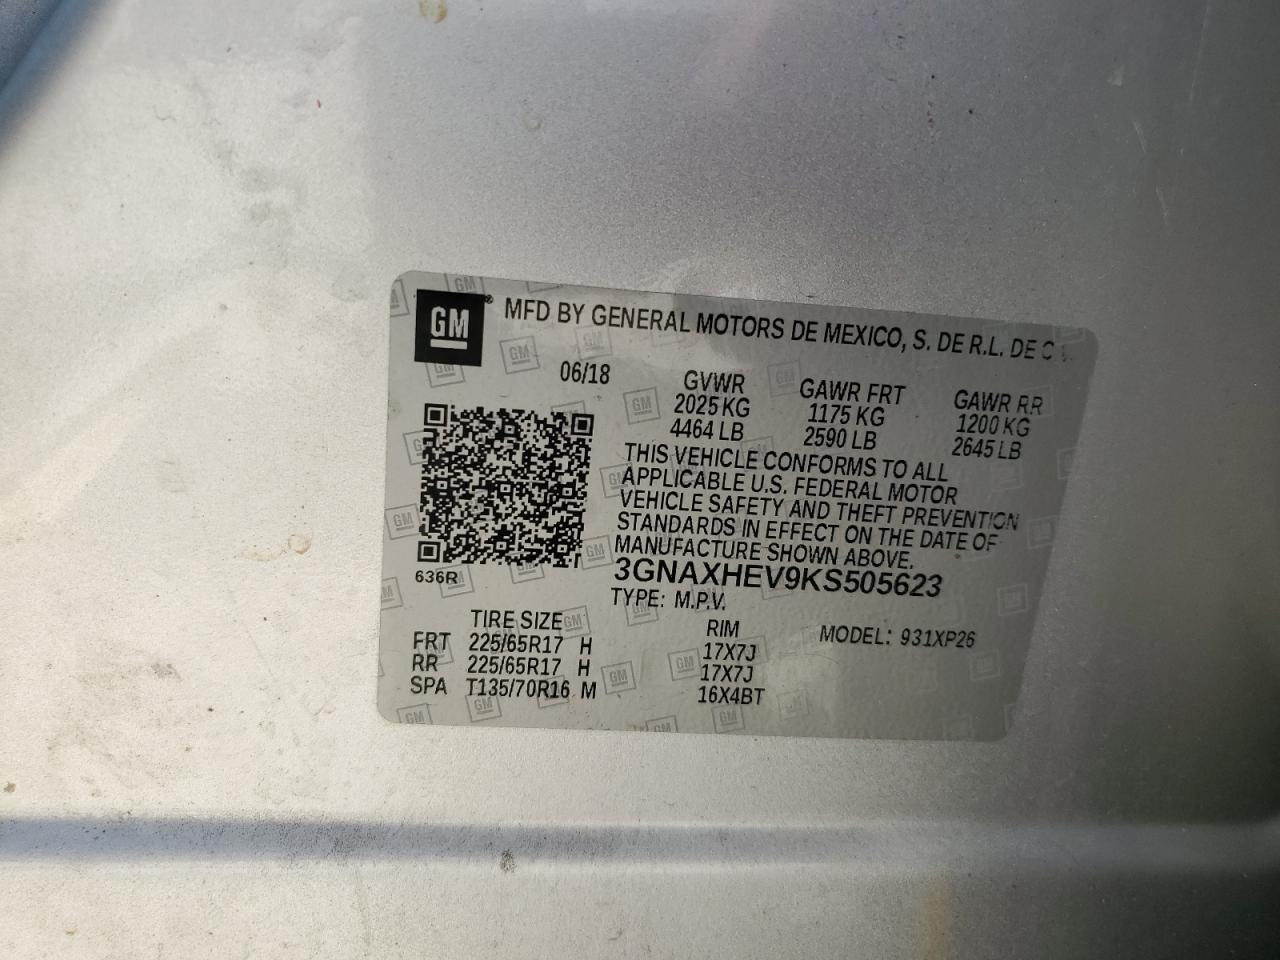 GM® MFD BY GENERAL MOTORS DE MEXICO, S. DE R.L. DE C
06/18 GVWR GAWR FRT GAWR RR
2025 KG 1175 KG 1200 KG
4464 LB 2590 LB 2645 LB
THIS VEHICLE CONFORMS TO ALL
APPLICABLE U.S. FEDERAL MOTOR
VEHICLE SAFETY AND THEFT PREVENTION
STANDARDS IN EFFECT ON THE DATE OF
MANUFACTURE SHOWN ABOVE.
636R
3GNAXHEV9KS505623
TYPE: M.P.V.
TIRE SIZE RIM MODEL: 931XP26
FRT 225/65R17 H 17X7J
RR 225/65R17 H 17X7J
SPA T135/70R16 M 16X4BT